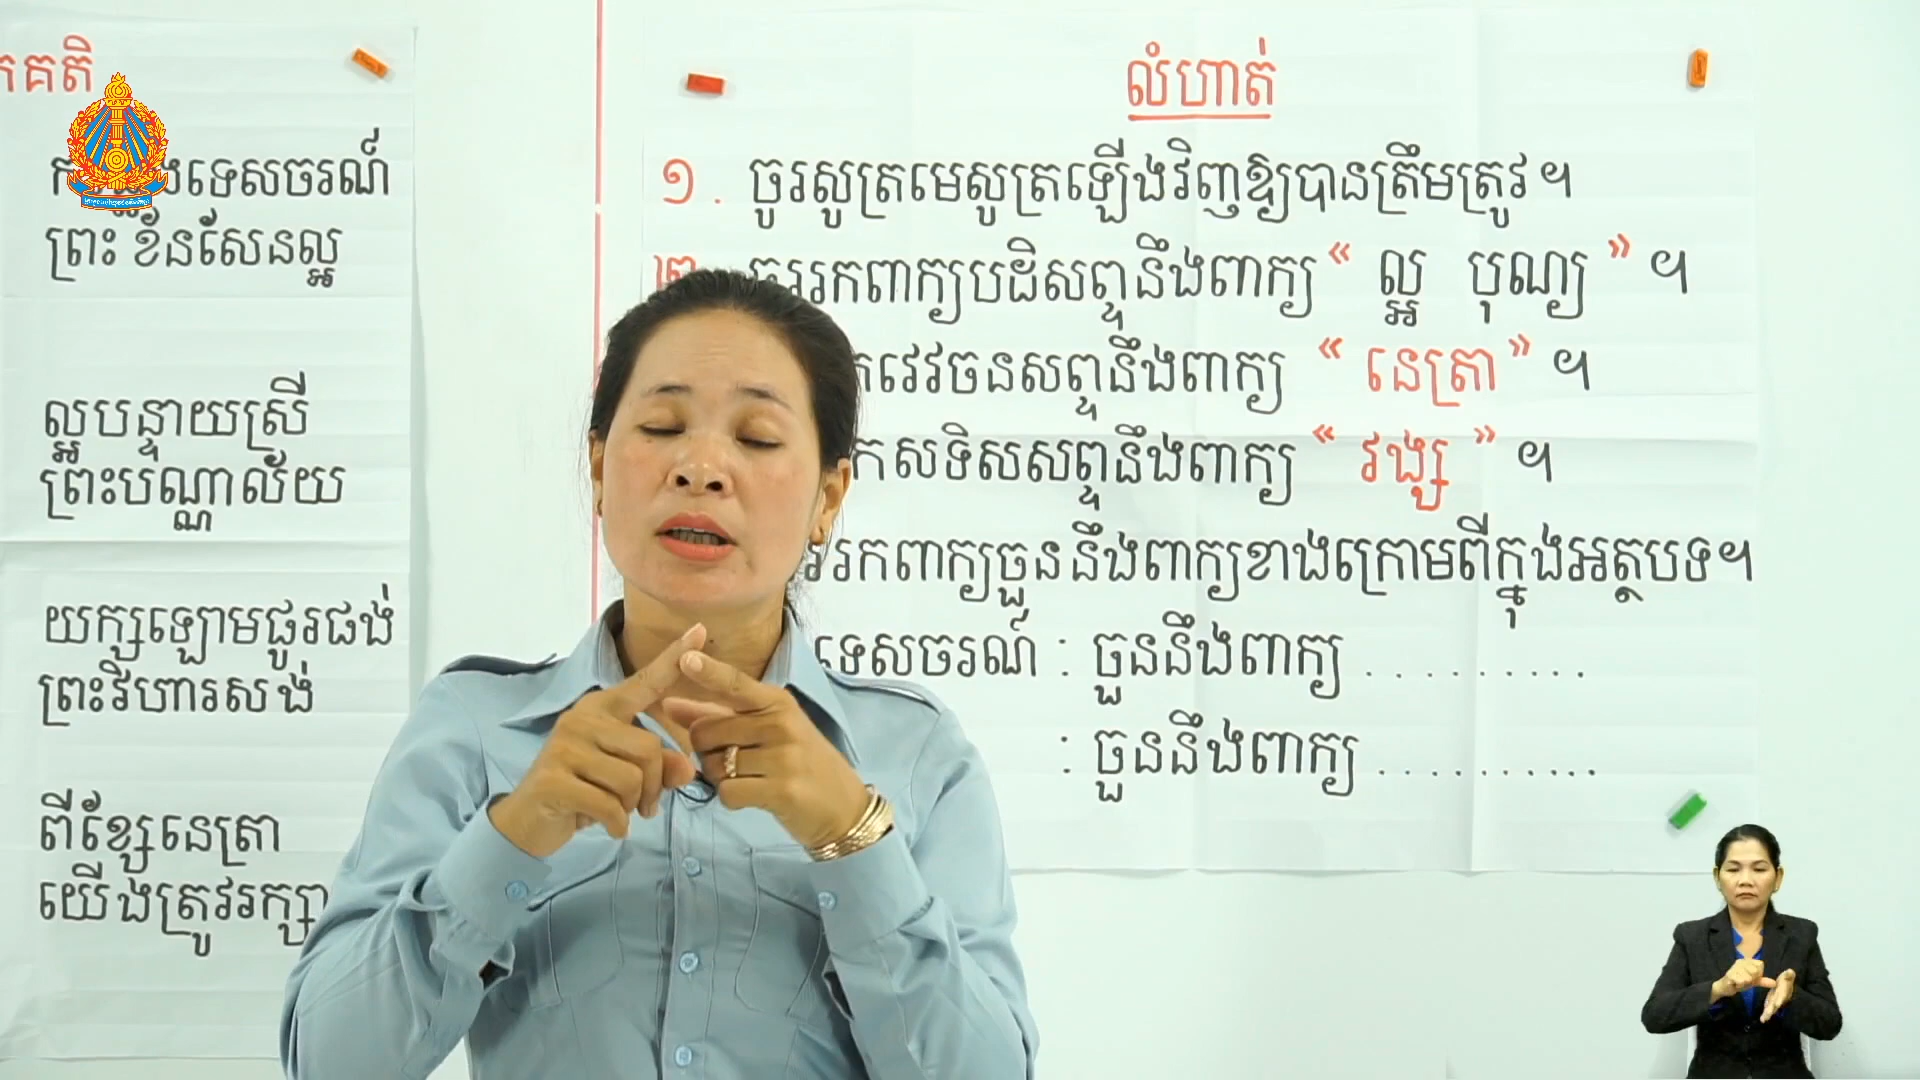 កគតិ
ទេសចរណ៍
ព្រះខ័នសែនល្អ
ល្អបន្ទាយស្រី
ព្រះបណ្ណាល័យ
យក្សឡោមផូរផង់
ព្រះវិហារសង់
ពីខ្សែនេត្រា
យើងត្រូវរក្សា
លំហាត់
១. ចូរសូត្រមេសូត្រឡើងវិញឱ្យបានត្រឹមត្រូវ។
២. ចូររកពាក្យបដិសព្ទនឹងពាក្យ « ល្អ បុណ្យ » ។
កវេវចនសព្ទនឹងពាក្យ « នេត្រា » ។
កសទិសសព្ទនឹងពាក្យ « វង្ស » ។
រកពាក្យចួននឹងពាក្យខាងក្រោមពីក្នុងអត្ថបទ។
ទេសចរណ៍ : ចួននឹងពាក្យ ..........
: ចួននឹងពាក្យ ...........